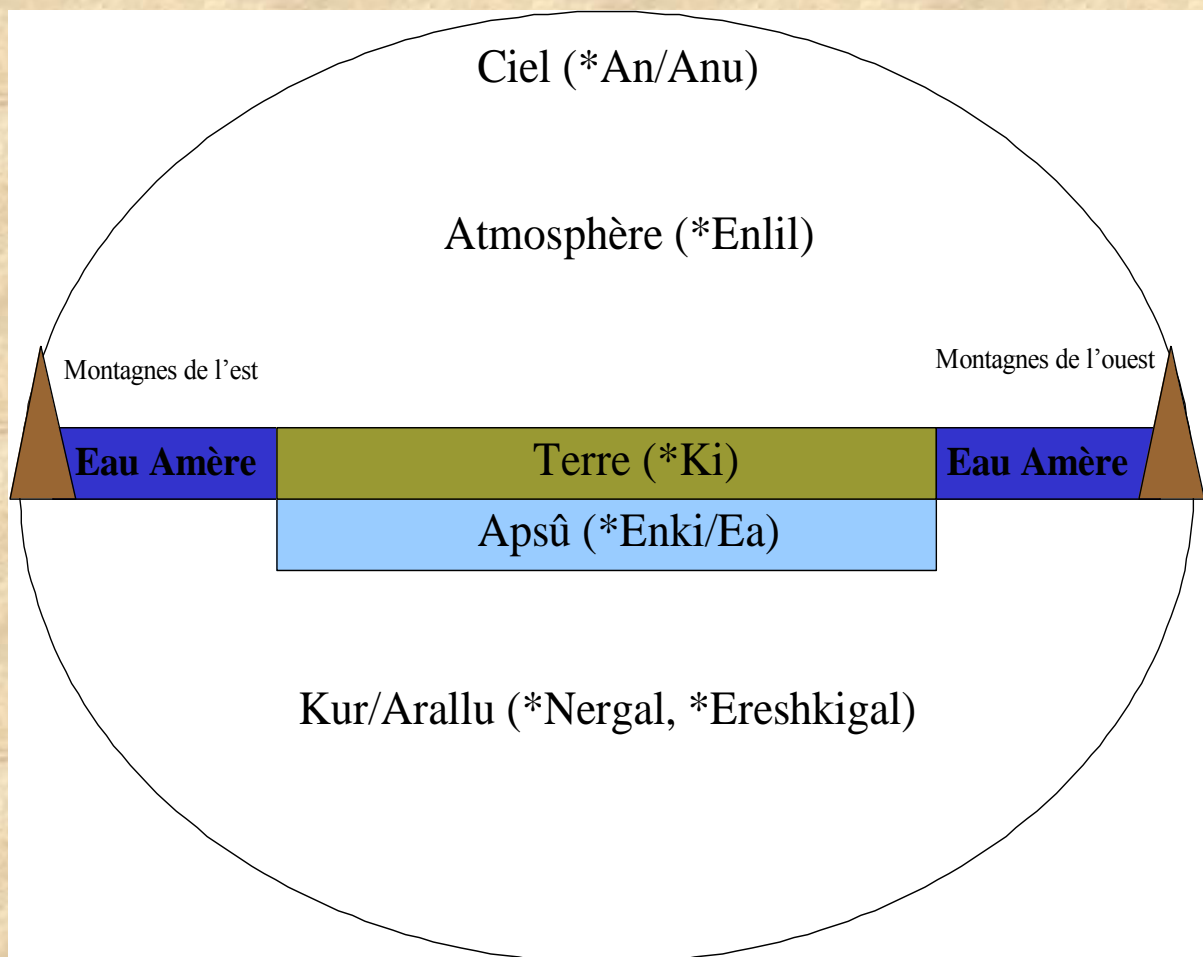 Ciel (*An/Anu)
Atmosphère (*Enlil)
Montagnes de l’est
Montagnes de l’ouest
Eau Amère
Terre (*Ki)
Eau Amère
Apsû (*Enki/Ea)
Kur/Arallu (*Nergal, *Ereshkigal)